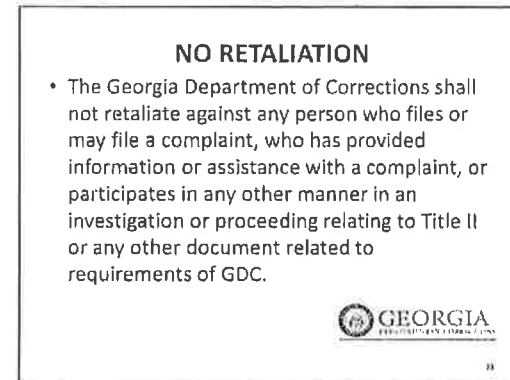 NO RETALIATION
• The Georgia Department of Corrections shall
not retaliate against any person who files or
may file a complaint, who has provided
information or assistance with a complaint, or
participates in any other manner in an
investigation or proceeding relating to Title II
or any other document related to
requirements of GDC.
GEORGIA